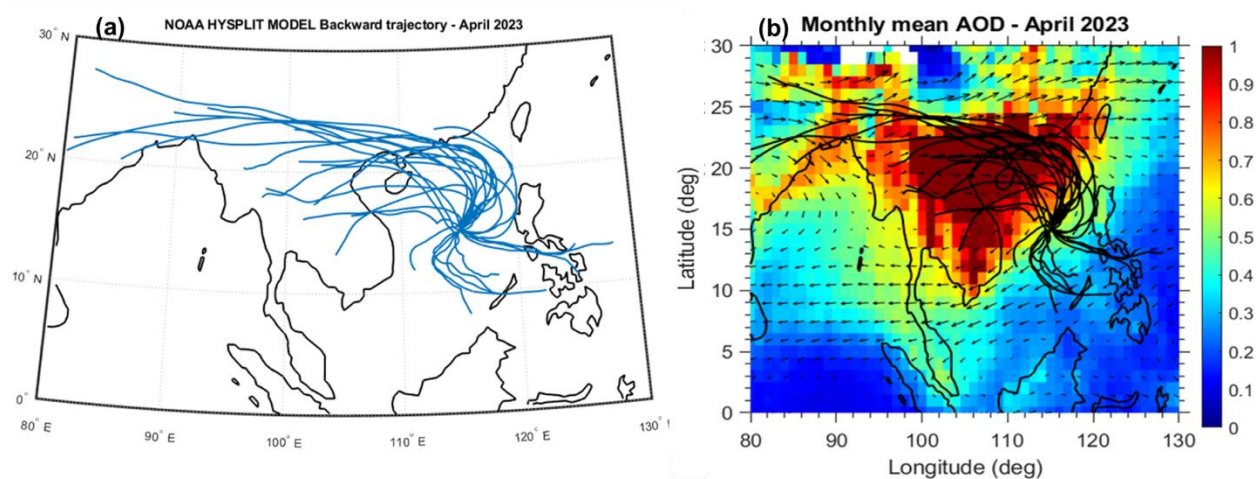 (a)
NOAA HYSPLIT MODEL Backward trajectory - April 2023
30° N
20° N
10° N
0°
80° E
90° E
100° E
110° E
120° E
130° E
(b)
Monthly mean AOD - April 2023
Latitude (deg)
30
25
20
15
10
5
0
80
90
100
110
120
130
Longitude (deg)
1
0.9
0.8
0.7
0.6
0.5
0.4
0.3
0.2
0.1
0